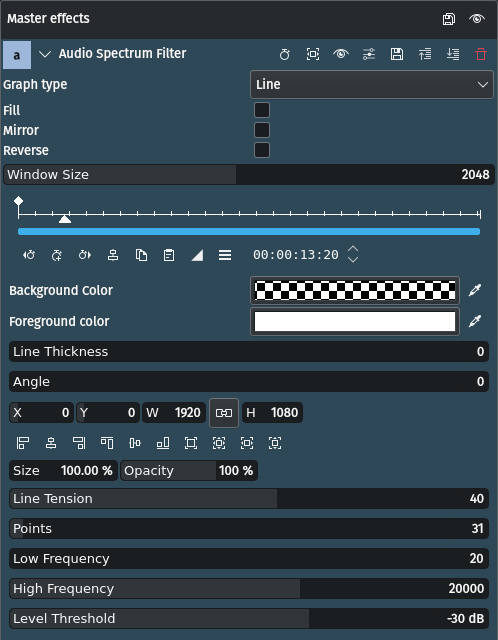 Master effects
a Audio Spectrum Filter
Graph type Line
Fill
Mirror
Reverse
Window Size 2048
00:00:13:20
Background Color
Foreground color
Line Thickness 0
Angle 0
X 0 Y 0 W 1920 H 1080
Size 100.00 % Opacity 100 %
Line Tension 40
Points 31
Low Frequency 20
High Frequency 20000
Level Threshold -30 dB